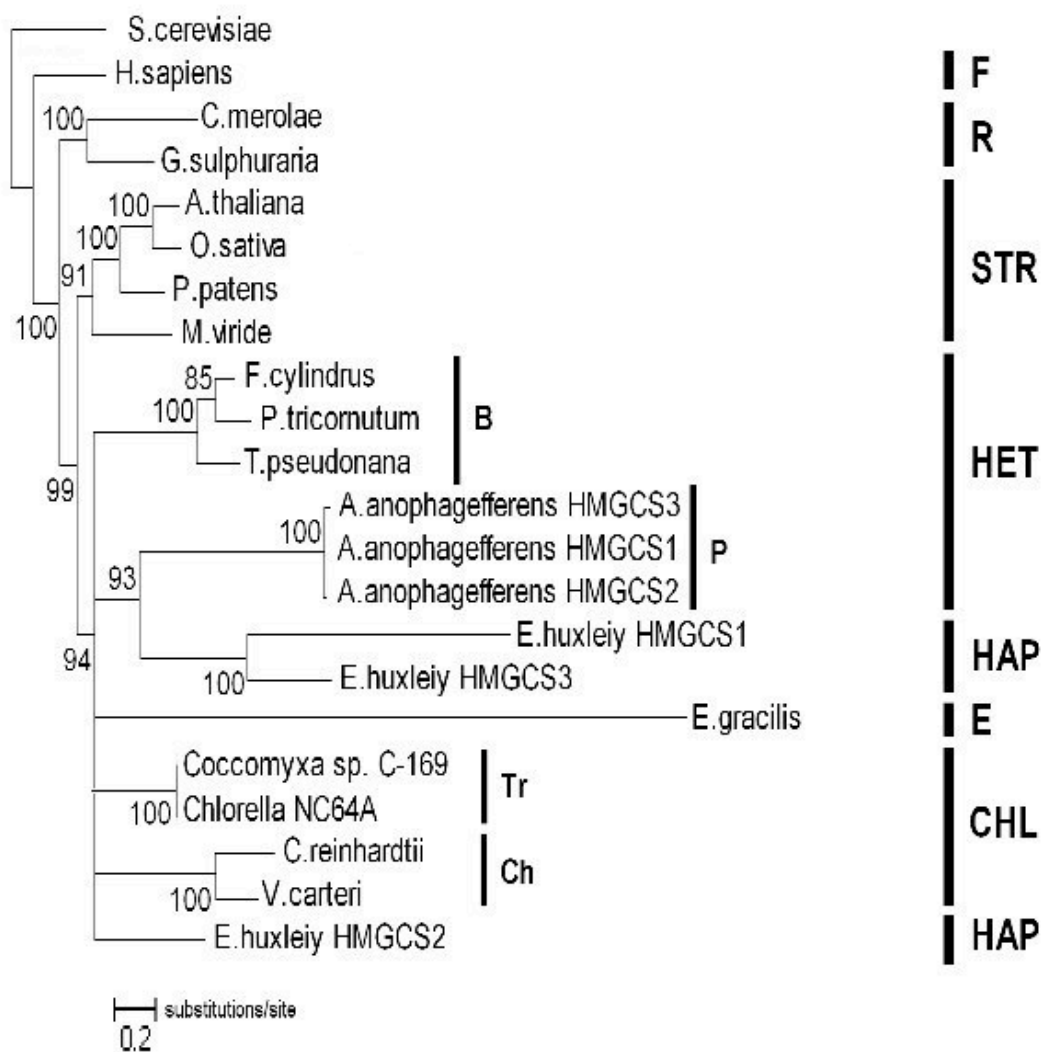 S.cerevisiae
H.sapiens
F
100
C.merolae
R
G.sulphuraria
100
A.thaliana
100
O.sativa
STR
91
P.patens
100
M.viride
85
F.cylindrus
100
P.tricornutum
B
HET
T.pseudonana
99
A.anophagefferens HMGCS3
100
A.anophagefferens HMGCS1
P
93
A.anophagefferens HMGCS2
E.huxleiy HMGCS1
94
HAP
100
E.huxleiy HMGCS3
E.gracilis
E
Coccomyxa sp. C-169
Tr
100
Chlorella NC64A
CHL
C.reinhardtii
Ch
100
V.carteri
E.huxleiy HMGCS2
HAP
substitutions/site
0.2